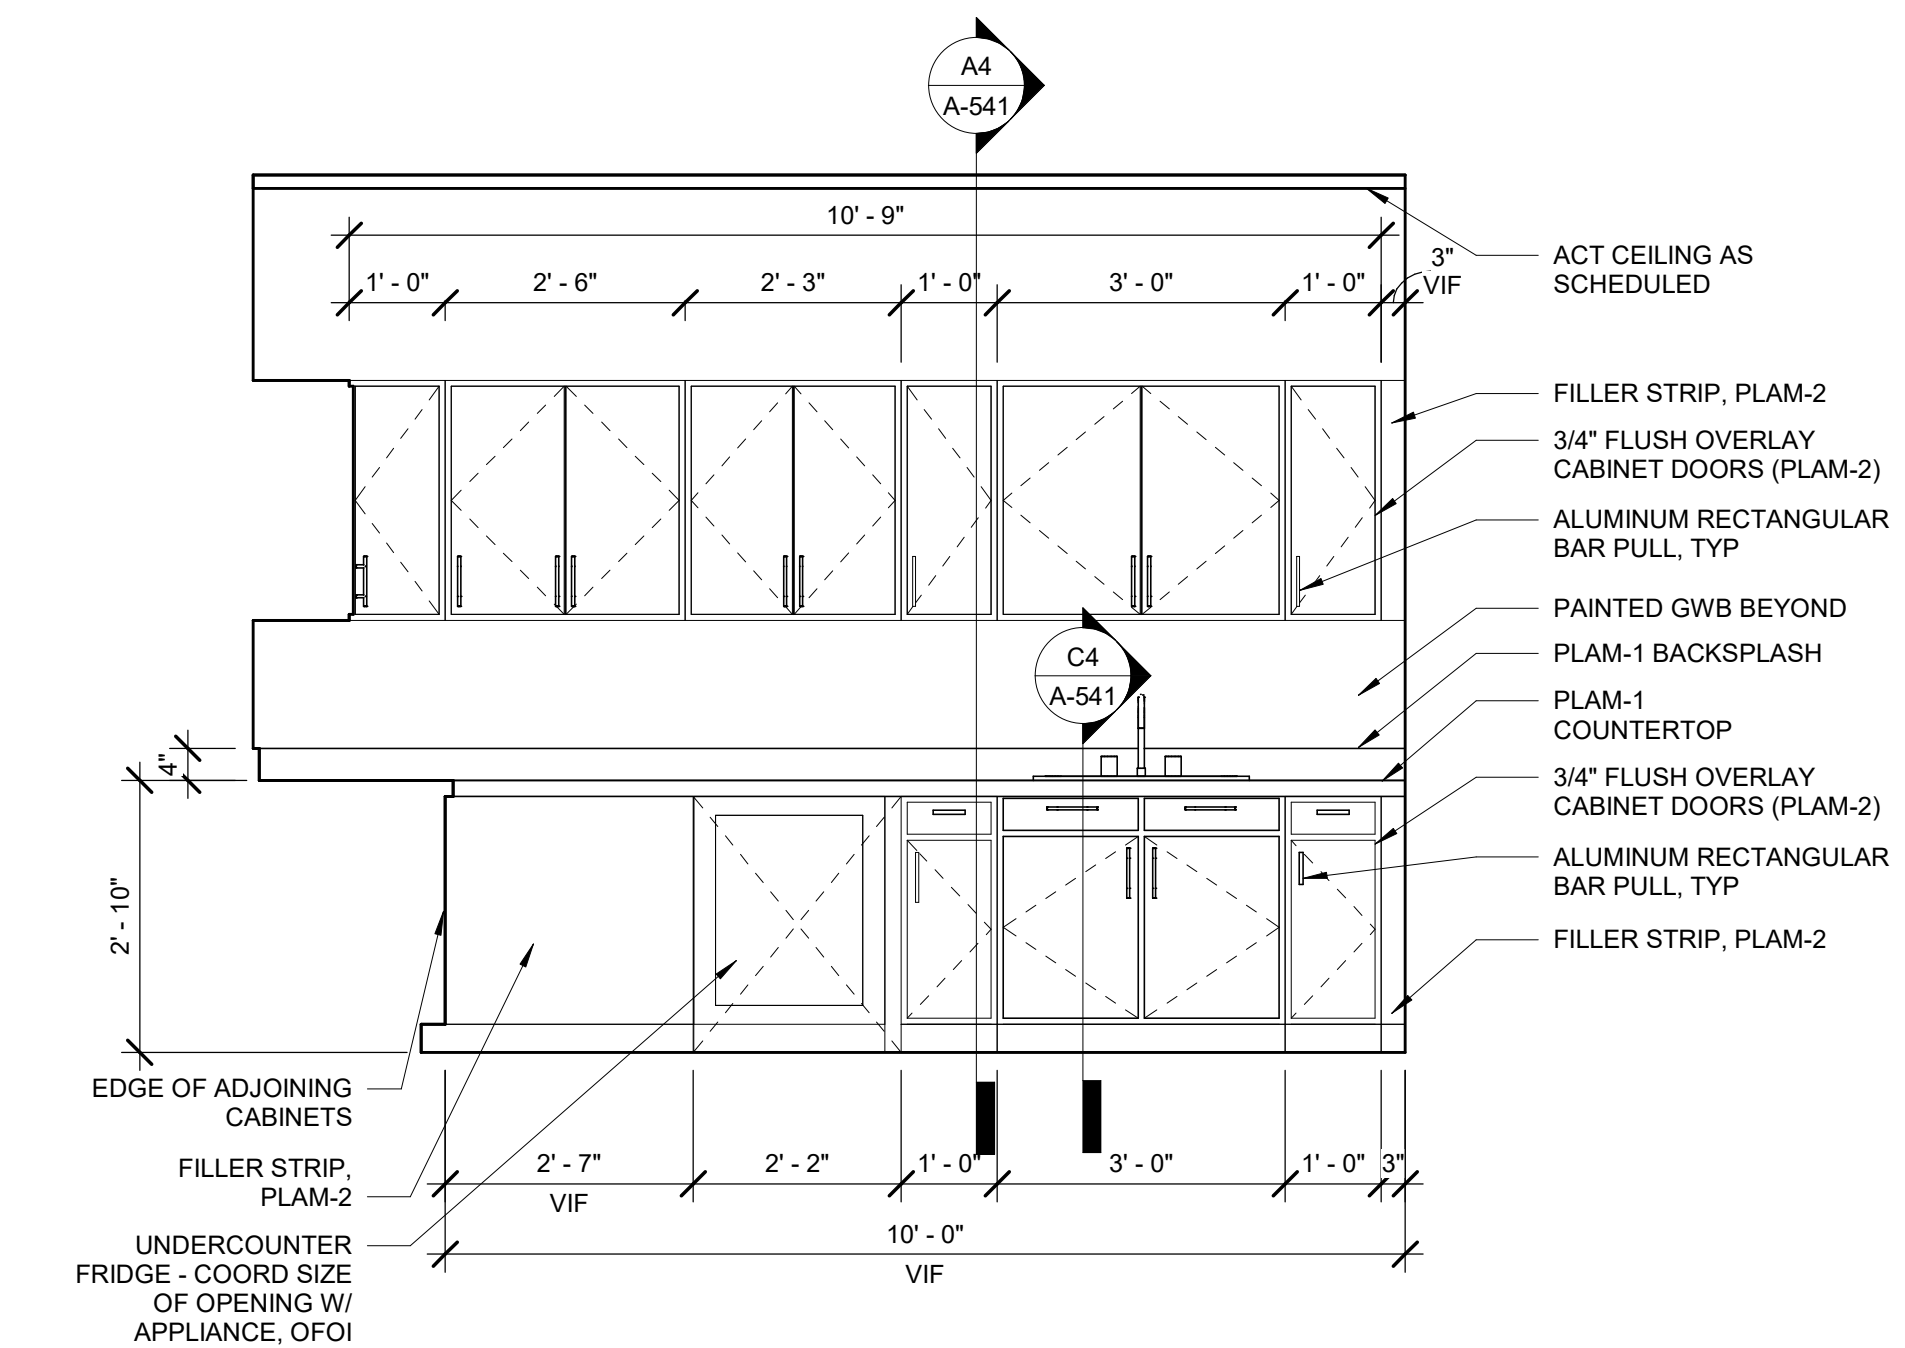 A4
A-541
10' - 9"
1' - 0"
2' - 6"
2' - 3"
1' - 0"
3' - 0"
1' - 0"
3"
VIF
ACT CEILING AS
SCHEDULED
FILLER STRIP, PLAM-2
3/4" FLUSH OVERLAY
CABINET DOORS (PLAM-2)
ALUMINUM RECTANGULAR
BAR PULL, TYP
PAINTED GWB BEYOND
PLAM-1 BACKSPLASH
PLAM-1
COUNTERTOP
3/4" FLUSH OVERLAY
CABINET DOORS (PLAM-2)
ALUMINUM RECTANGULAR
BAR PULL, TYP
FILLER STRIP, PLAM-2
C4
A-541
4"
2' - 10"
EDGE OF ADJOINING
CABINETS
FILLER STRIP,
PLAM-2
UNDERCOUNTER
FRIDGE - COORD SIZE
OF OPENING W/
APPLIANCE, OFOI
2' - 7"
VIF
2' - 2"
1' - 0"
3' - 0"
1' - 0"
3"
10' - 0"
VIF